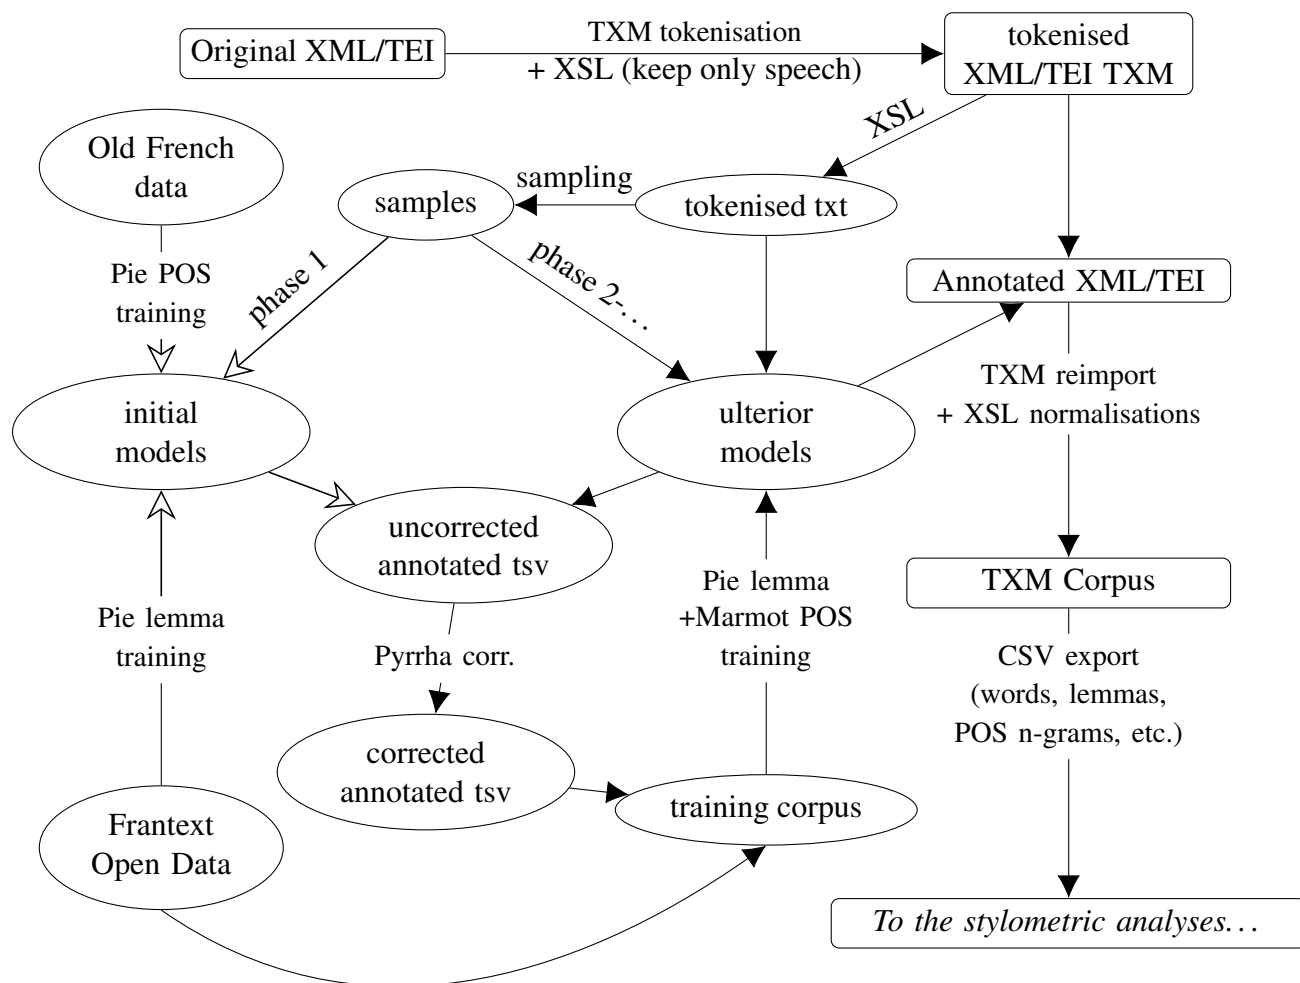 Original XML/TEI
TXM tokenisation
+ XSL (keep only speech)
tokenised
XML/TEI TXM
XSL
Old French
data
samples
sampling
tokenised txt
Pie POS
training
phase 1
phase 2-…
Annotated XML/TEI
initial
models
ulterior
models
TXM reimport
+ XSL normalisations
uncorrected
annotated tsv
Pie lemma
training
Pyrrha corr.
Pie lemma
+Marmot POS
training
TXM Corpus
CSV export
(words, lemmas,
POS n-grams, etc.)
corrected
annotated tsv
training corpus
Frantext
Open Data
To the stylometric analyses…